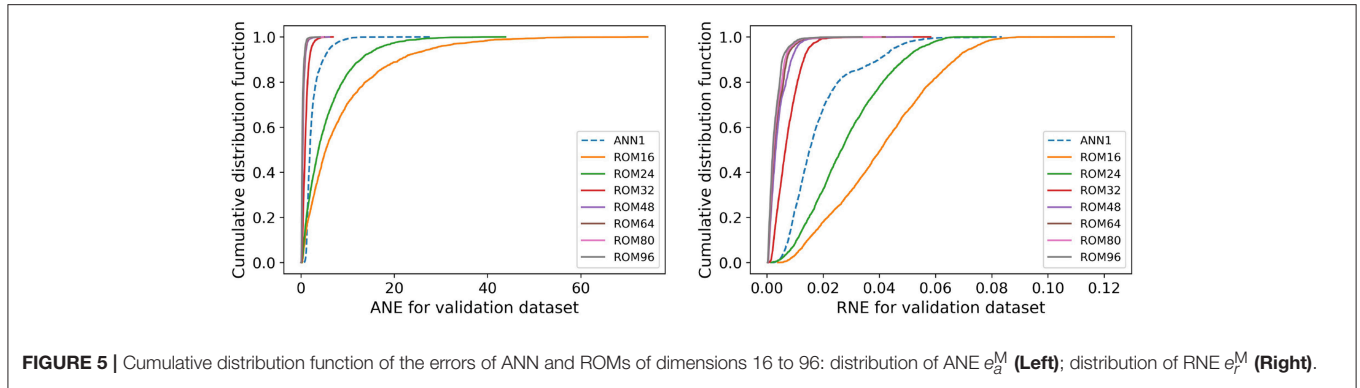 Cumulative distribution function
1.0
0.8
0.6
0.4
0.2
0.0
ANN1
ROM16
ROM24
ROM32
ROM48
ROM64
ROM80
ROM96
0 20 40 60
ANE for validation dataset
Cumulative distribution function
1.0
0.8
0.6
0.4
0.2
0.0
ANN1
ROM16
ROM24
ROM32
ROM48
ROM64
ROM80
ROM96
0.00 0.02 0.04 0.06 0.08 0.10 0.12
RNE for validation dataset
FIGURE 5 | Cumulative distribution function of the errors of ANN and ROMs of dimensions 16 to 96: distribution of ANE e_a^M (Left); distribution of RNE e_r^M (Right).